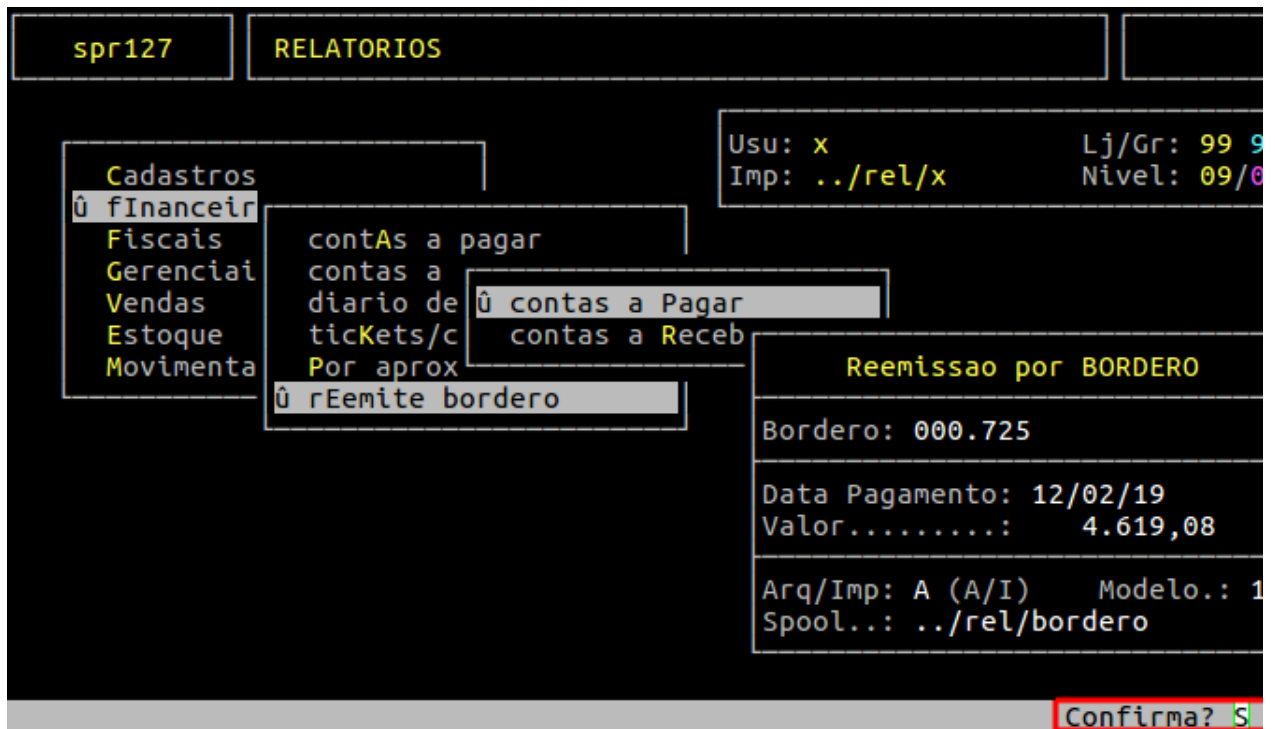 spr127
RELATORIOS
Usu: x Lj/Gr: 99 9
Imp: ../rel/x Nivel: 09/0
Cadastros
û fInanceir
Fiscais
Gerenciai
Vendas
Estoque
Movimenta
contAs a pagar
contas a
diario de
ticKets/c
Por aprox
û rEemite bordero
û contas a Pagar
contas a Receb
Reemissao por BORDERO
Bordero: 000.725
Data Pagamento: 12/02/19
Valor.........: 4.619,08
Arq/Imp: A (A/I) Modelo.: 1
Spool..: ../rel/bordero
Confirma? S